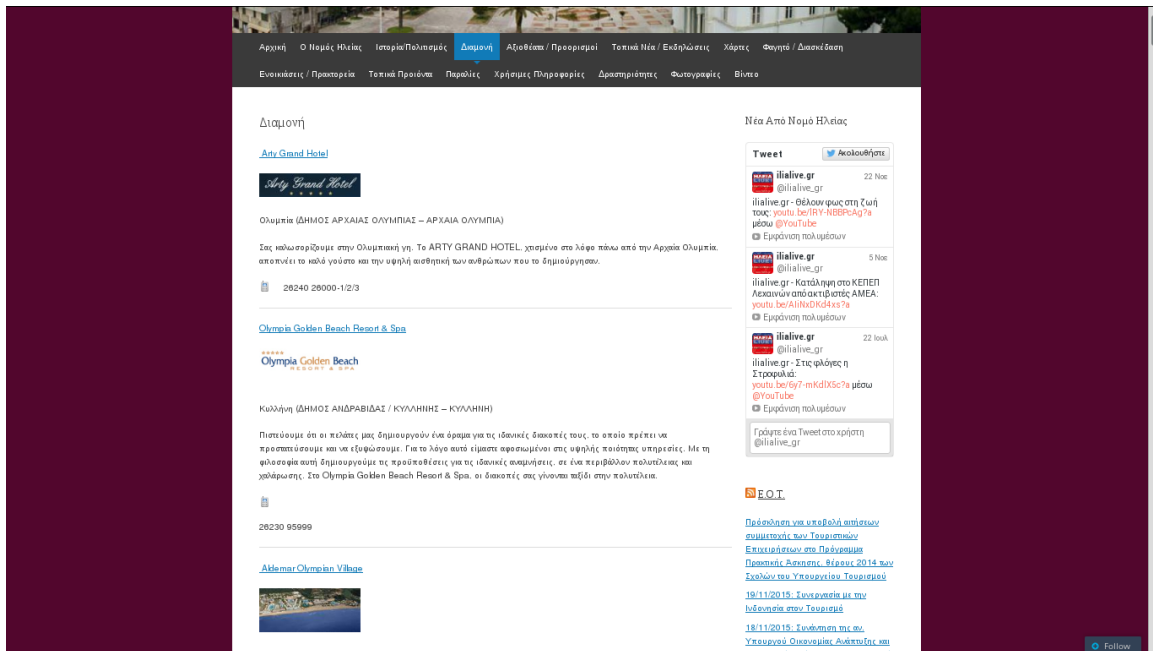 Αρχική Ο Νομός Ηλείας Ιστορία/Πολιτισμός Διαμονή Αξιοθέατα / Προορισμοί Τοπικά Νέα / Εκδηλώσεις Χάρτες Φαγητό / Διασκέδαση
Ενοικιάσεις / Πρακτορεία Τοπικά Προιόντα Παραλίες Χρήσιμες Πληροφορίες Δραστηριότητες Φωτογραφίες Βίντεο
Διαμονή
Arty Grand Hotel
Arty Grand Hotel
Ολυμπία (ΔΗΜΟΣ ΑΡΧΑΙΑΣ ΟΛΥΜΠΙΑΣ – ΑΡΧΑΙΑ ΟΛΥΜΠΙΑ)
Σας καλωσορίζουμε στην Ολυμπιακή γη. Το ARTY GRAND HOTEL, χτισμένο στο λόφο πάνω από την Αρχαία Ολυμπία,
αποπνέει το καλό γούστο και την υψηλή αισθητική των ανθρώπων που το δημιούργησαν.
26240 26000-1/2/3
Olympia Golden Beach Resort & Spa
Olympia Golden Beach
RESORT & SPA
Κυλλήνη (ΔΗΜΟΣ ΑΝΔΡΑΒΙΔΑΣ / ΚΥΛΛΗΝΗΣ – ΚΥΛΛΗΝΗ)
Πιστεύουμε ότι οι πελάτες μας δημιουργούν ένα όραμα για τις ιδανικές διακοπές τους, το οποίο πρέπει να
προστατεύσουμε και να εξυψώσουμε. Για το λόγο αυτό είμαστε αφοσιωμένοι στις υψηλής ποιότητας υπηρεσίες. Με τη
φιλοσοφία αυτή δημιουργούμε τις προϋποθέσεις για τις ιδανικές αναμνήσεις, σε ένα περιβάλλον πολυτέλειας και
χαλάρωσης. Στο Olympia Golden Beach Resort & Spa, οι διακοπές σας γίνονται ταξίδι στην πολυτέλεια.
26230 95999
Aldemar Olympian Village
Νέα Από Νομό Ηλείας
Tweet Ακολουθήστε
ilialive.gr 22 Νοε
@ilialive_gr
ilialive.gr - Θέλουν φως στη ζωή
τους: youtu.be/lRY-NBBPcAg?a
μέσω @YouTube
Εμφάνιση πολυμέσων
ilialive.gr 5 Νοε
@ilialive_gr
ilialive.gr - Κατάληψη στο ΚΕΠΕΠ
Λεχαινών από ακτιβιστές ΑΜΕΑ:
youtu.be/AIiNxDKd4xs?a
Εμφάνιση πολυμέσων
ilialive.gr 22 Ιουλ
@ilialive_gr
ilialive.gr - Στις φλόγες η
Στροφυλιά:
youtu.be/6y7-mKdlX5c?a μέσω
@YouTube
Εμφάνιση πολυμέσων
Γράψτε ένα Tweet στο χρήστη
@ilialive_gr
Ε.Ο.Τ.
Πρόσκληση για υποβολή αιτήσεων
συμμετοχής των Τουριστικών
Επιχειρήσεων στο Πρόγραμμα
Πρακτικής Άσκησης, θέρους 2014 των
Σχολών του Υπουργείου Τουρισμού
19/11/2015: Συνεργασία με την
Ινδονησία στον Τουρισμό
18/11/2015: Συνάντηση της αν.
Υπουργού Οικονομίας Ανάπτυξης και
Follow